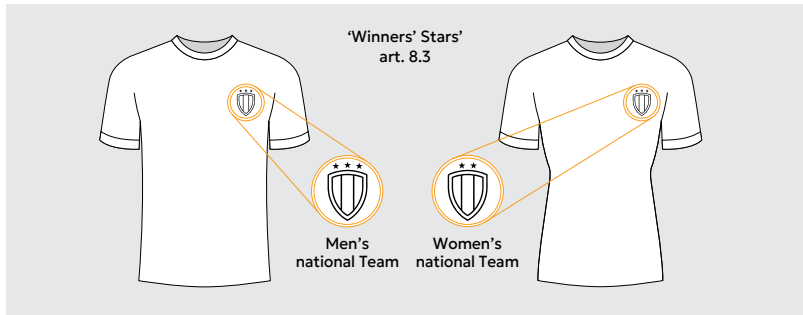 ‘Winners’ Stars’
art. 8.3
Men’s
national Team
Women’s
national Team